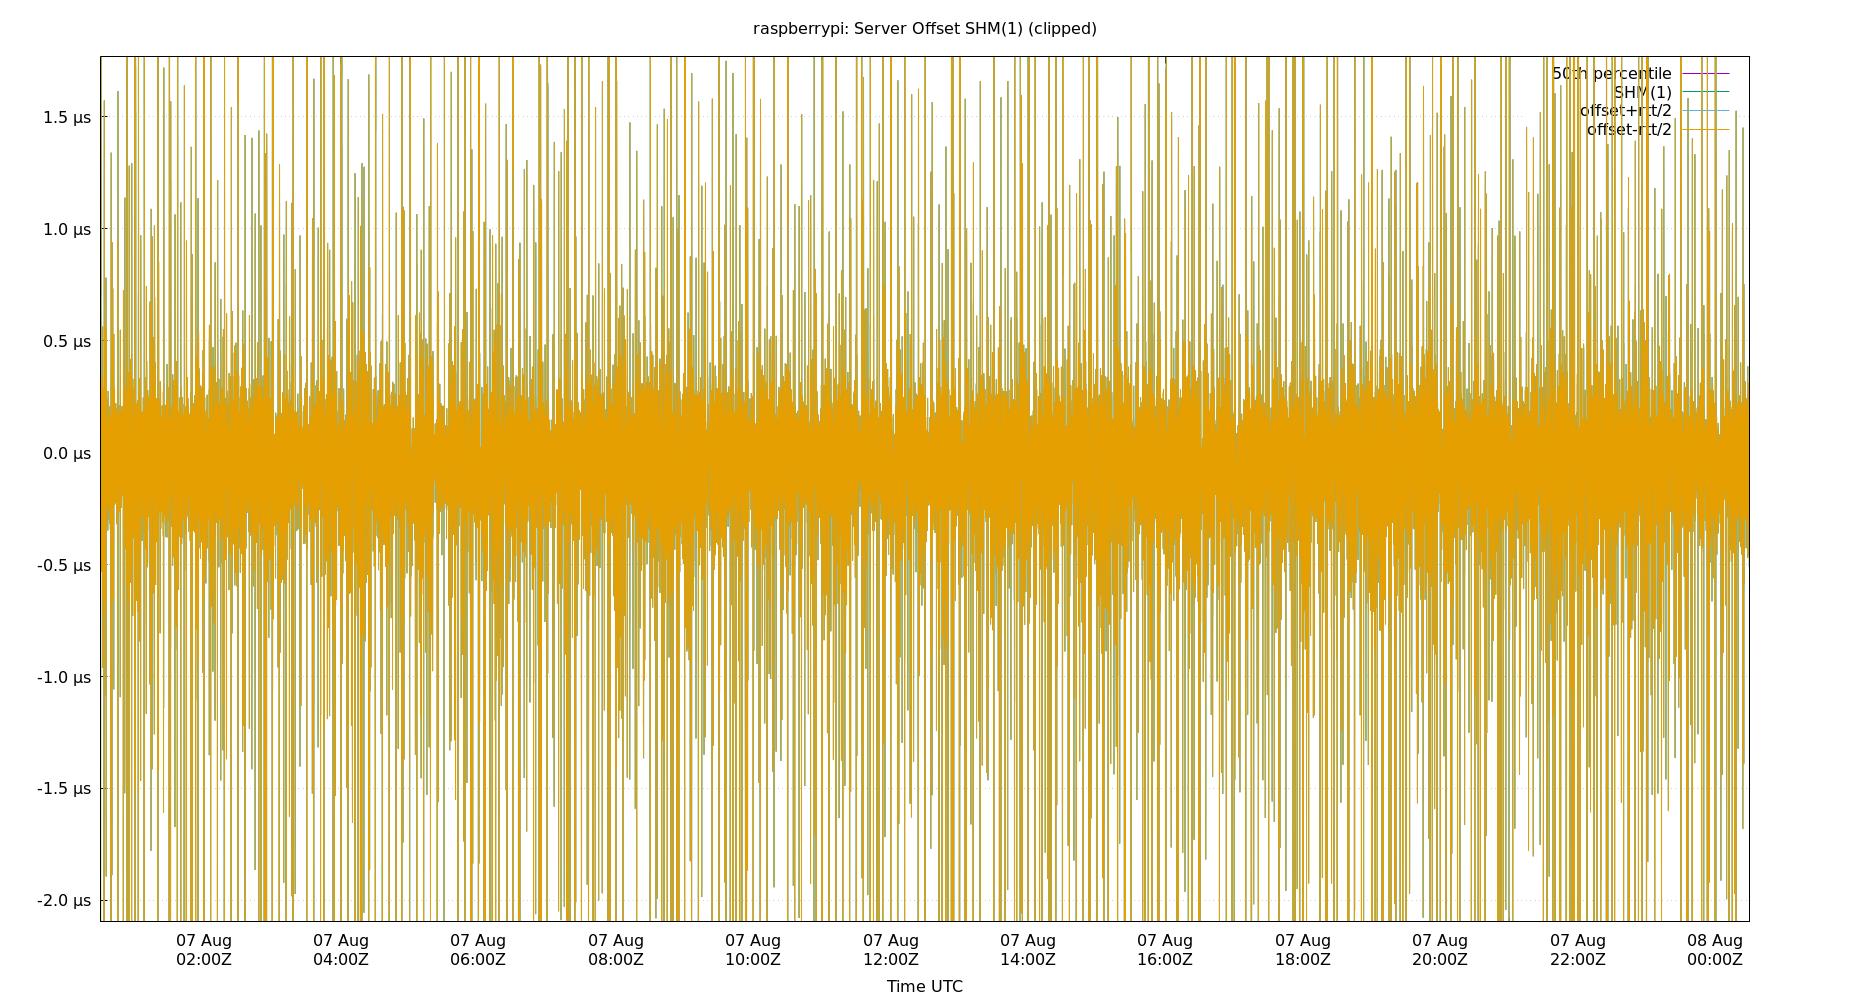 raspberrypi: Server Offset SHM(1) (clipped)
50th percentile
SHM(1)
offset+rtt/2
offset-rtt/2
1.5 µs
1.0 µs
0.5 µs
0.0 µs
-0.5 µs
-1.0 µs
-1.5 µs
-2.0 µs
07 Aug 07 Aug 07 Aug 07 Aug 07 Aug 07 Aug 07 Aug 07 Aug 07 Aug 07 Aug 07 Aug 08 Aug
02:00Z 04:00Z 06:00Z 08:00Z 10:00Z 12:00Z 14:00Z 16:00Z 18:00Z 20:00Z 22:00Z 00:00Z
Time UTC